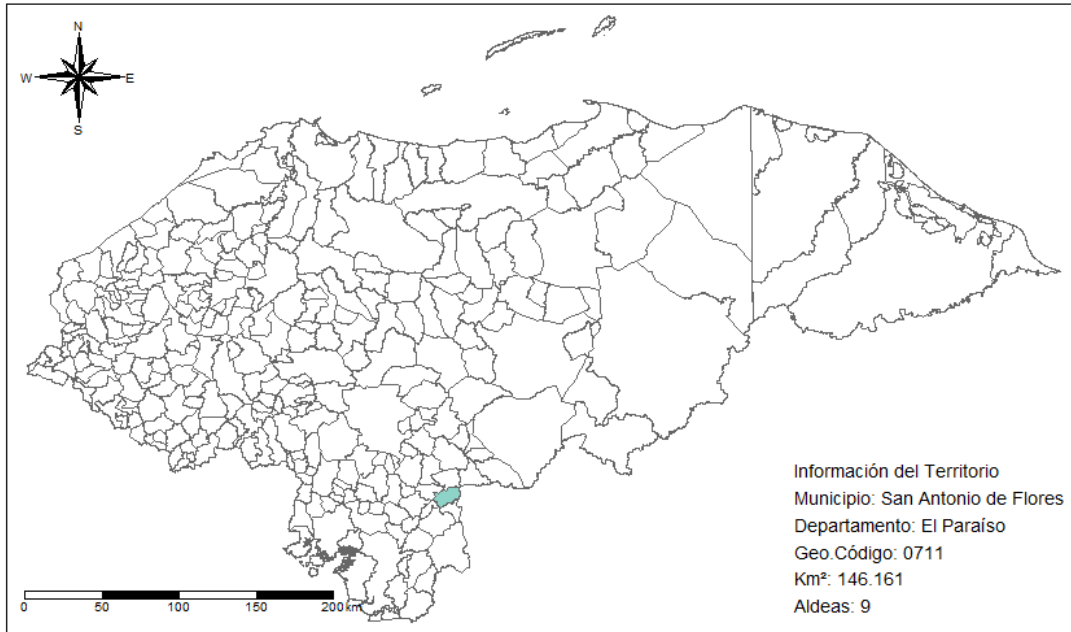 N
W E
S
Información del Territorio
Municipio: San Antonio de Flores
Departamento: El Paraíso
Geo.Código: 0711
Km²: 146.161
Aldeas: 9
0 50 100 150 200 km